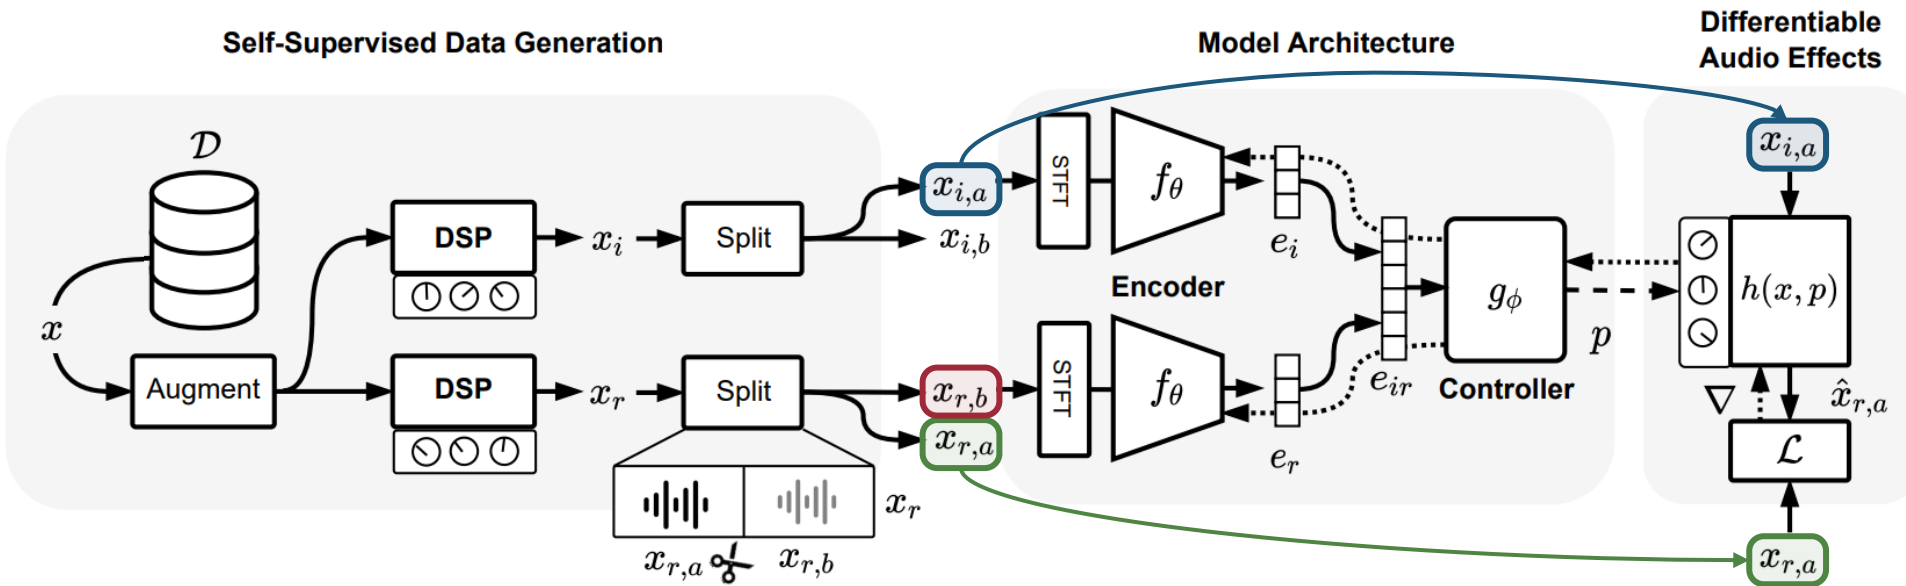 Self-Supervised Data Generation
Model Architecture
Differentiable
Audio Effects
𝒟
x
Augment
DSP
x_i
Split
x_{i,a}
x_{i,b}
DSP
x_r
Split
x_{r,b}
x_{r,a}
x_r
x_{r,a}
x_{r,b}
STFT
f_θ
e_i
Encoder
STFT
f_θ
e_r
e_{ir}
g_ϕ
Controller
p
x_{i,a}
h(x, p)
∇
x̂_{r,a}
ℒ
x_{r,a}